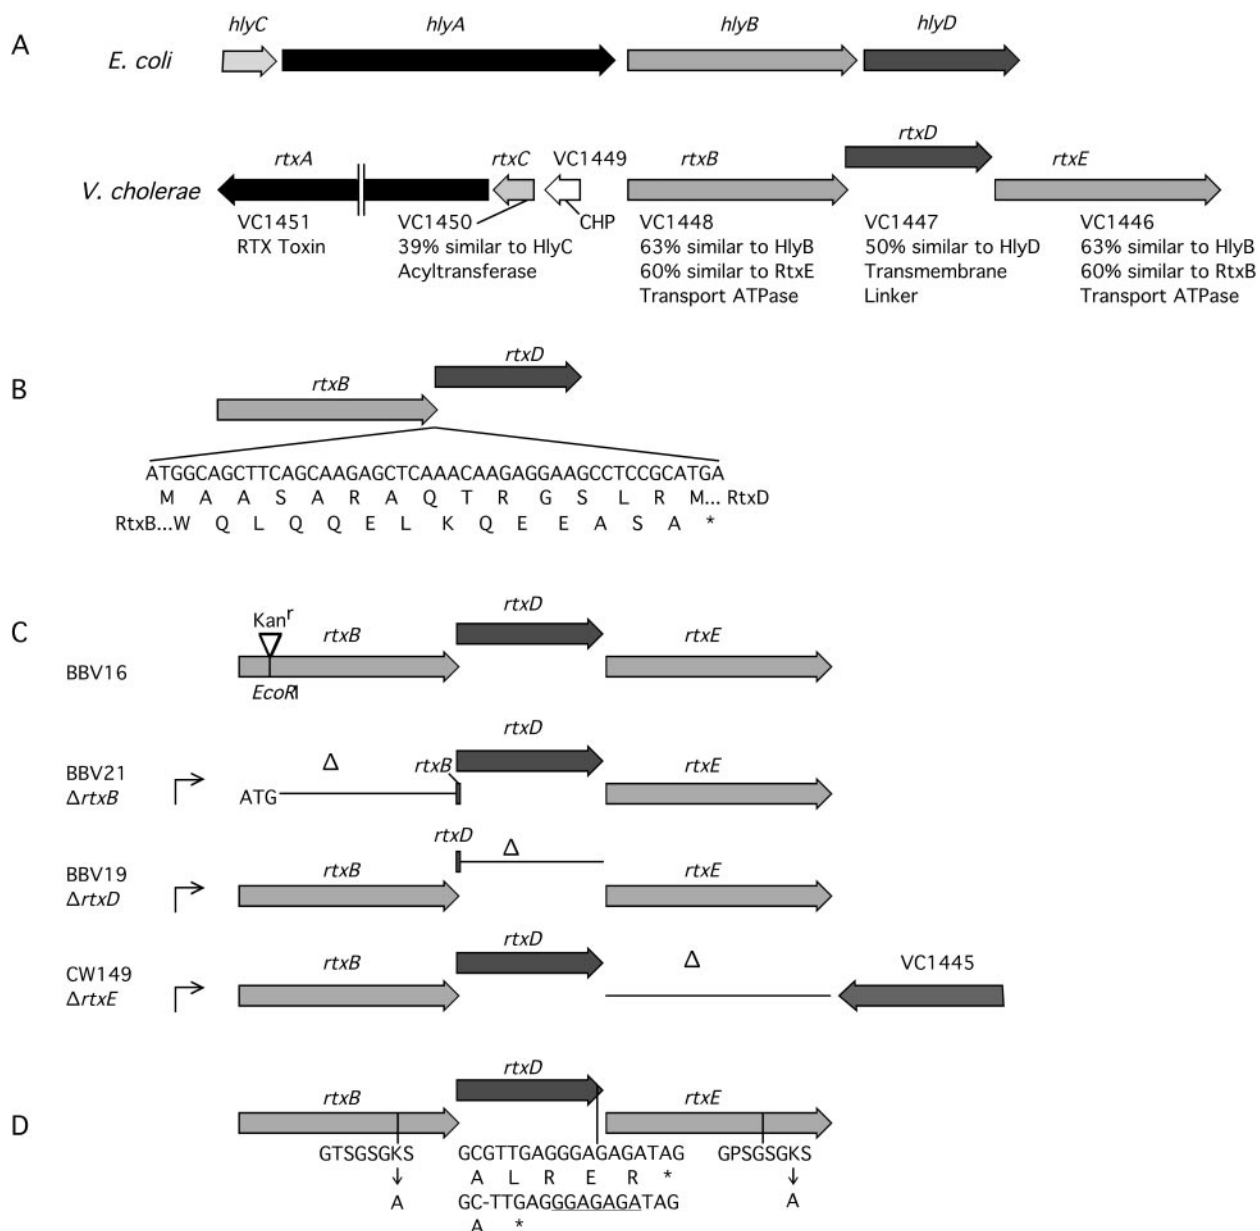 A
hlyC hlyA hlyB hlyD
E. coli
rtxD
rtxA rtxC VC1449 rtxB rtxE
V. cholerae
CHP
VC1451 VC1450 VC1448 VC1447 VC1446
RTX Toxin 39% similar to HlyC 63% similar to HlyB 50% similar to HlyD 63% similar to HlyB
Acyltransferase 60% similar to RtxE Transmembrane 60% similar to RtxB
Transport ATPase Linker Transport ATPase
B
rtxD
rtxB
ATGGCAGCTTCAGCAAGAGCTCAAACAAGAGGAAGCCTCCGCATGA
M A A S A R A Q T R G S L R M... RtxD
RtxB...W Q L Q Q E L K Q E E A S A *
C
rtxD
Kanr rtxB rtxE
BBV16
EcoRI
rtxD
Δ rtxB rtxE
BBV21
ΔrtxB
ATG
rtxD Δ
rtxB rtxE
BBV19
ΔrtxD
rtxD
rtxB Δ VC1445
CW149
ΔrtxE
rtxD
rtxB rtxE
D
GTSGSGKS GCGTTGAGGGAGAGATAG GPSGSGKS
A L R E R *
A GC-TTGAGGGAGAGATAG A
A *